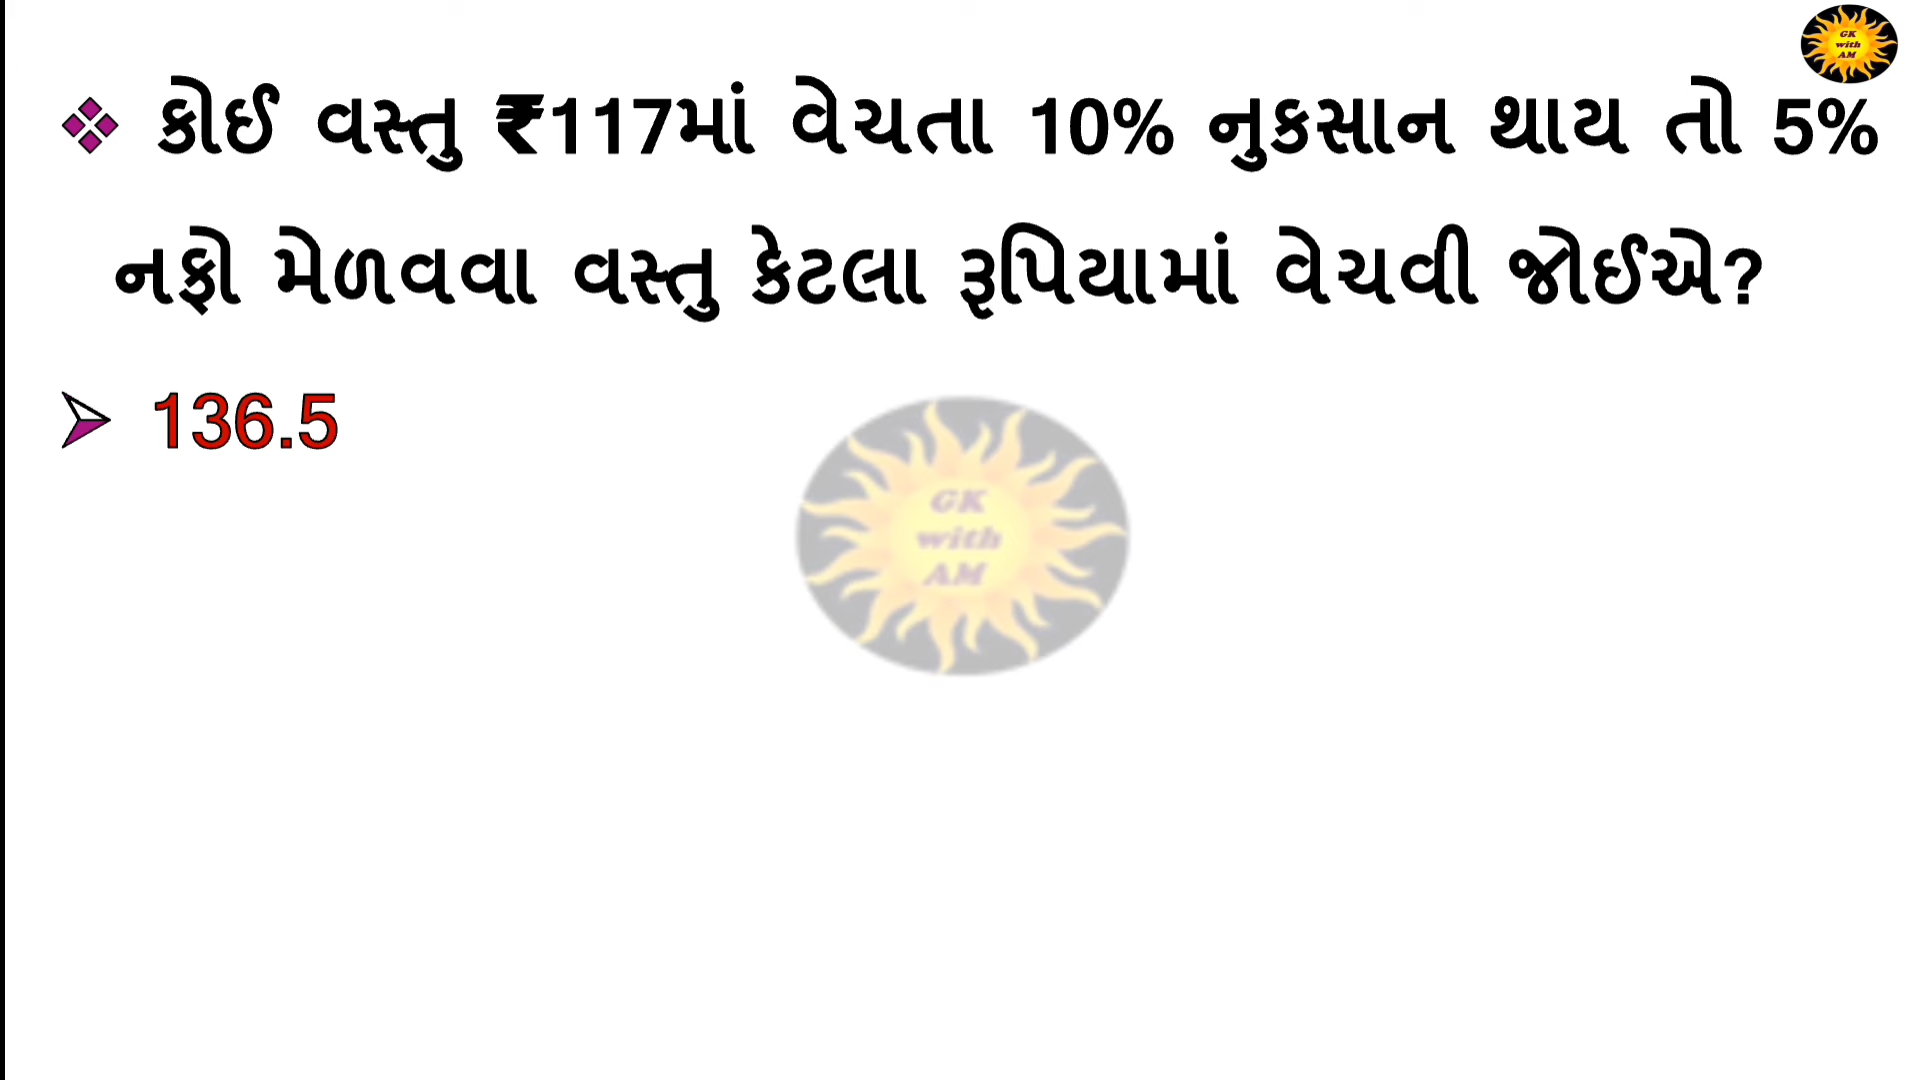 GK
with
AM
❖ કોઈ વસ્તુ ₹117માં વેચતા 10% નુકસાન થાય તો 5%
નફો મેળવવા વસ્તુ કેટલા રૂપિયામાં વેચવી જોઈએ?
➢ 136.5
GK
with
AM